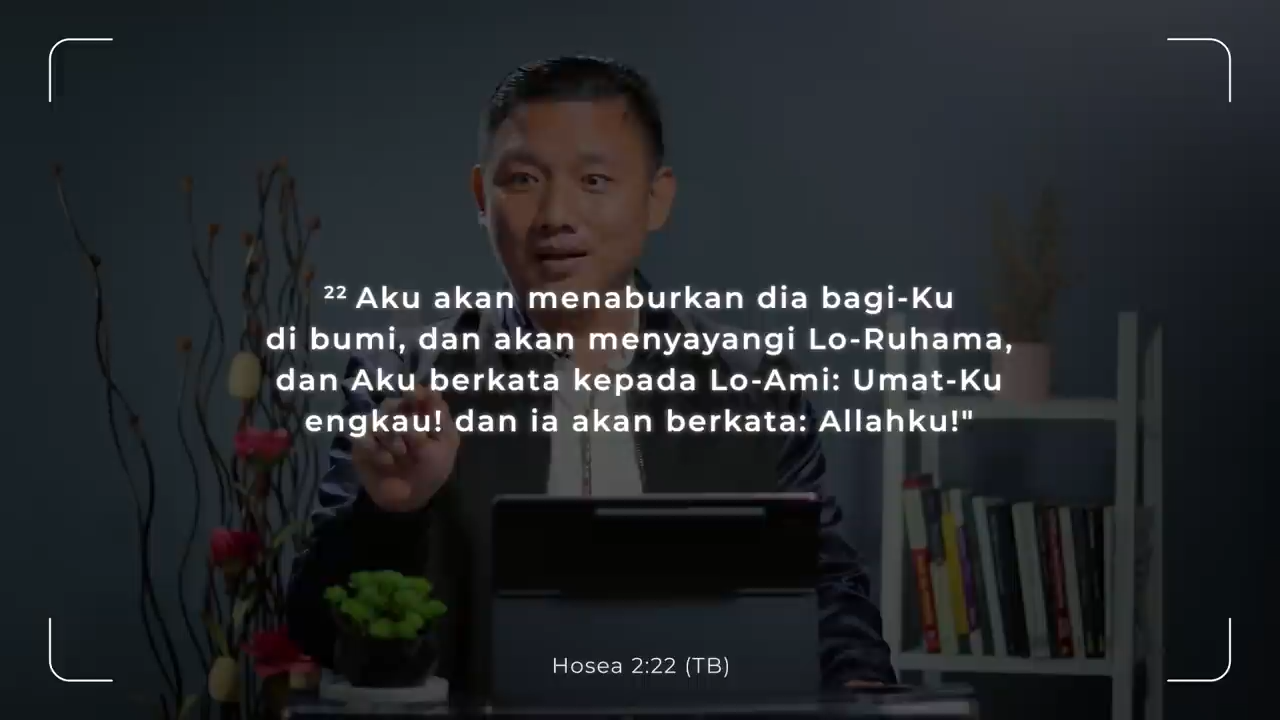 ²² Aku akan menaburkan dia bagi-Ku
di bumi, dan akan menyayangi Lo-Ruhama,
dan Aku berkata kepada Lo-Ami: Umat-Ku
engkau! dan ia akan berkata: Allahku!"
Hosea 2:22 (TB)